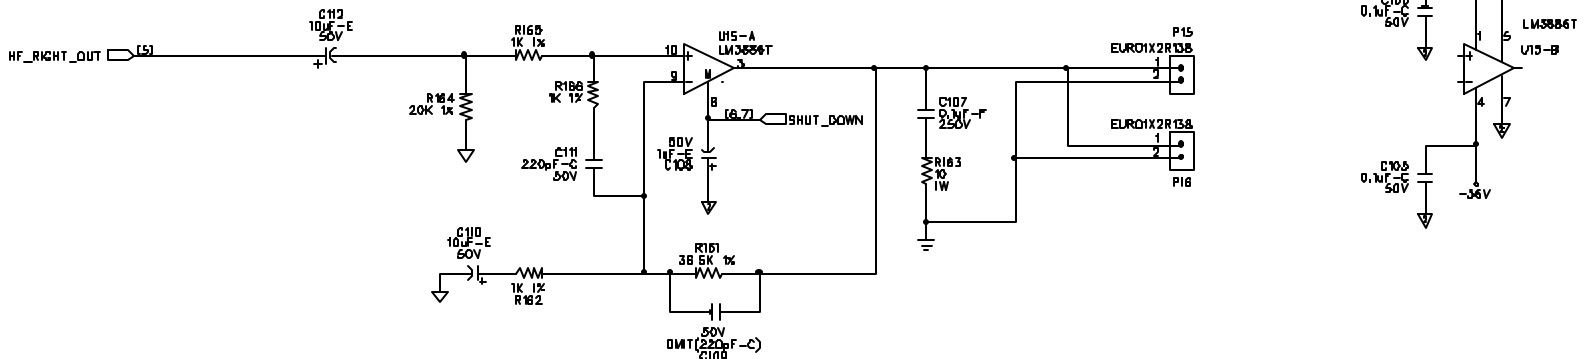 C112
10uF-E
50V
HF_RIGHT_OUT
[5]
R165
1K 1%
R164
20K 1%
R166
1K 1%
C111
220pF-C
50V
U15-A
LM3886T
10
9
3
8
M
[6,7]
SHUT_DOWN
50V
1uF-E
C108
C110
10uF-E
50V
1K 1%
R162
R161
50V
OMIT(220pF-C)
C109
C107
0.1uF-F
250V
R163
10
1W
P15
EURO1X2R138
1
2
EURO1X2R138
1
2
P16
0.1uF-C
50V
LM3886T
U15-B
1
5
4
7
C105
0.1uF-C
50V
-36V